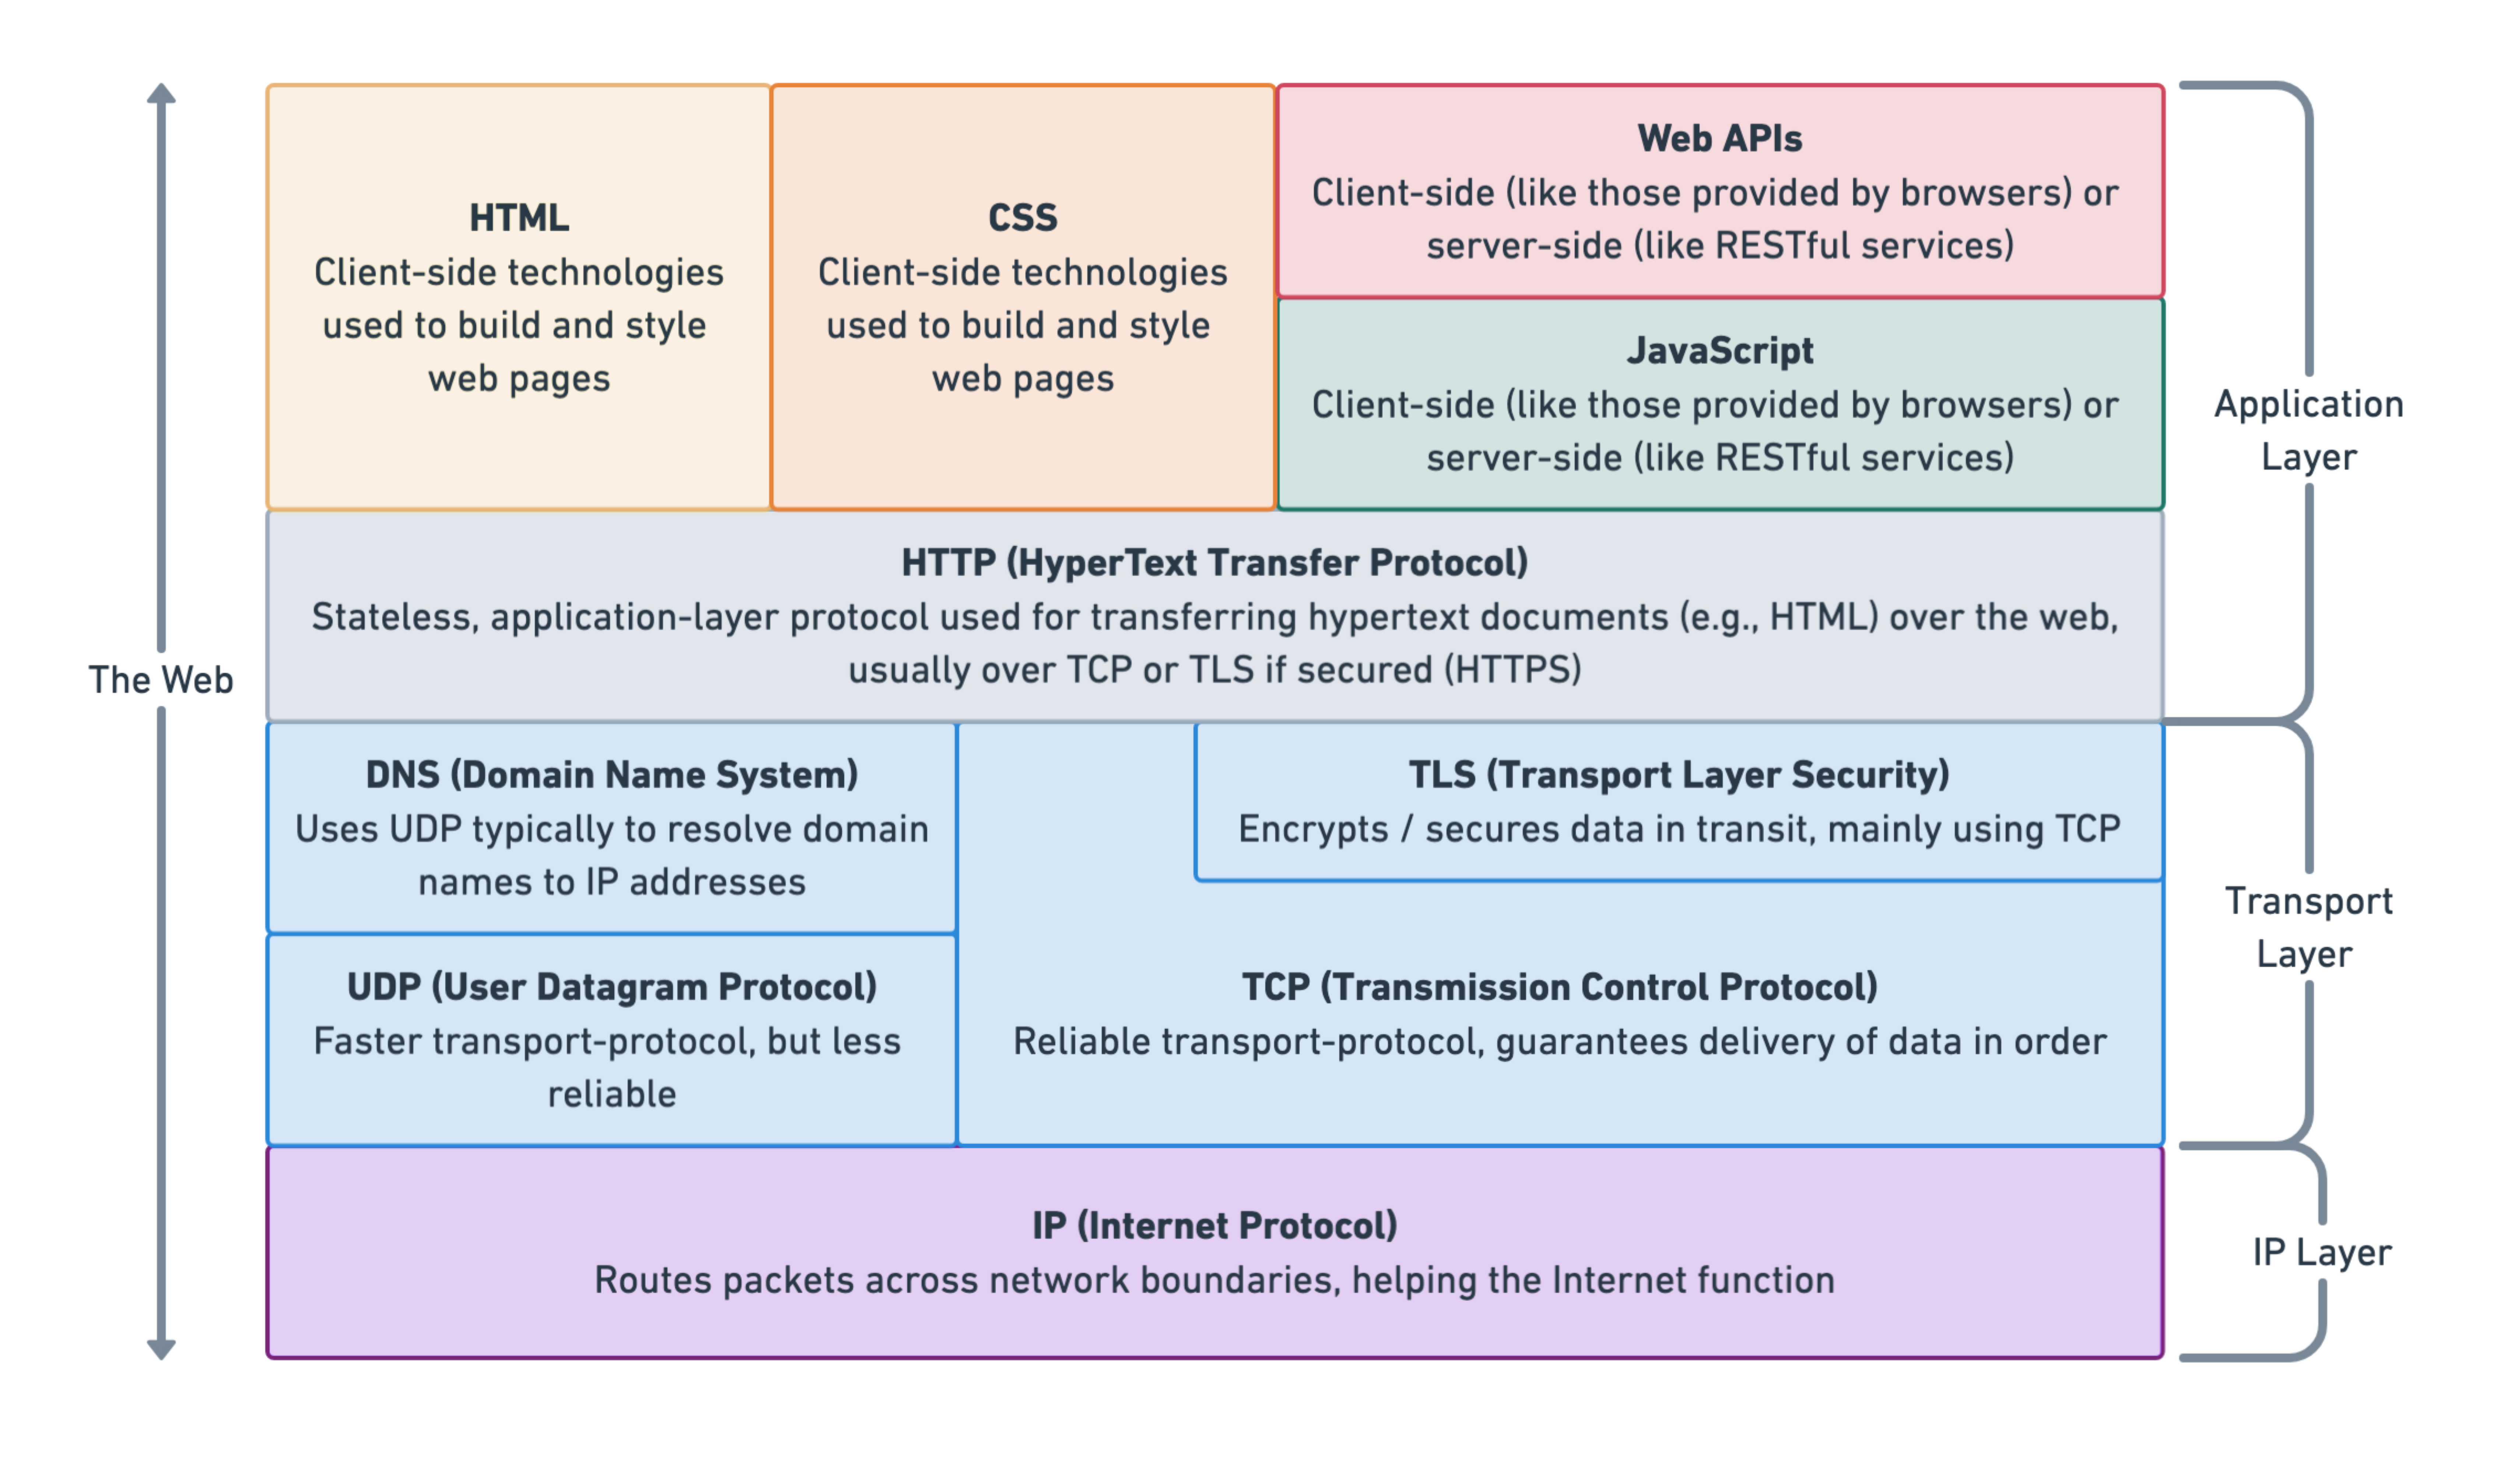 HTML
Client-side technologies
used to build and style
web pages
CSS
Client-side technologies
used to build and style
web pages
Web APIs
Client-side (like those provided by browsers) or
server-side (like RESTful services)
JavaScript
Client-side (like those provided by browsers) or
server-side (like RESTful services)
Application
Layer
HTTP (HyperText Transfer Protocol)
Stateless, application-layer protocol used for transferring hypertext documents (e.g., HTML) over the web,
usually over TCP or TLS if secured (HTTPS)
The Web
DNS (Domain Name System)
Uses UDP typically to resolve domain
names to IP addresses
TLS (Transport Layer Security)
Encrypts / secures data in transit, mainly using TCP
Transport
Layer
UDP (User Datagram Protocol)
Faster transport-protocol, but less
reliable
TCP (Transmission Control Protocol)
Reliable transport-protocol, guarantees delivery of data in order
IP (Internet Protocol)
Routes packets across network boundaries, helping the Internet function
IP Layer